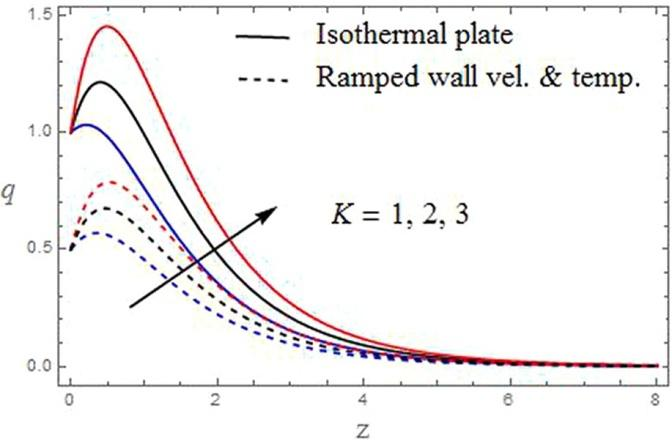 1.5
Isothermal plate
Ramped wall vel. & temp.
1.0
q
K = 1, 2, 3
0.5
0.0
0 2 4 6 8
Z